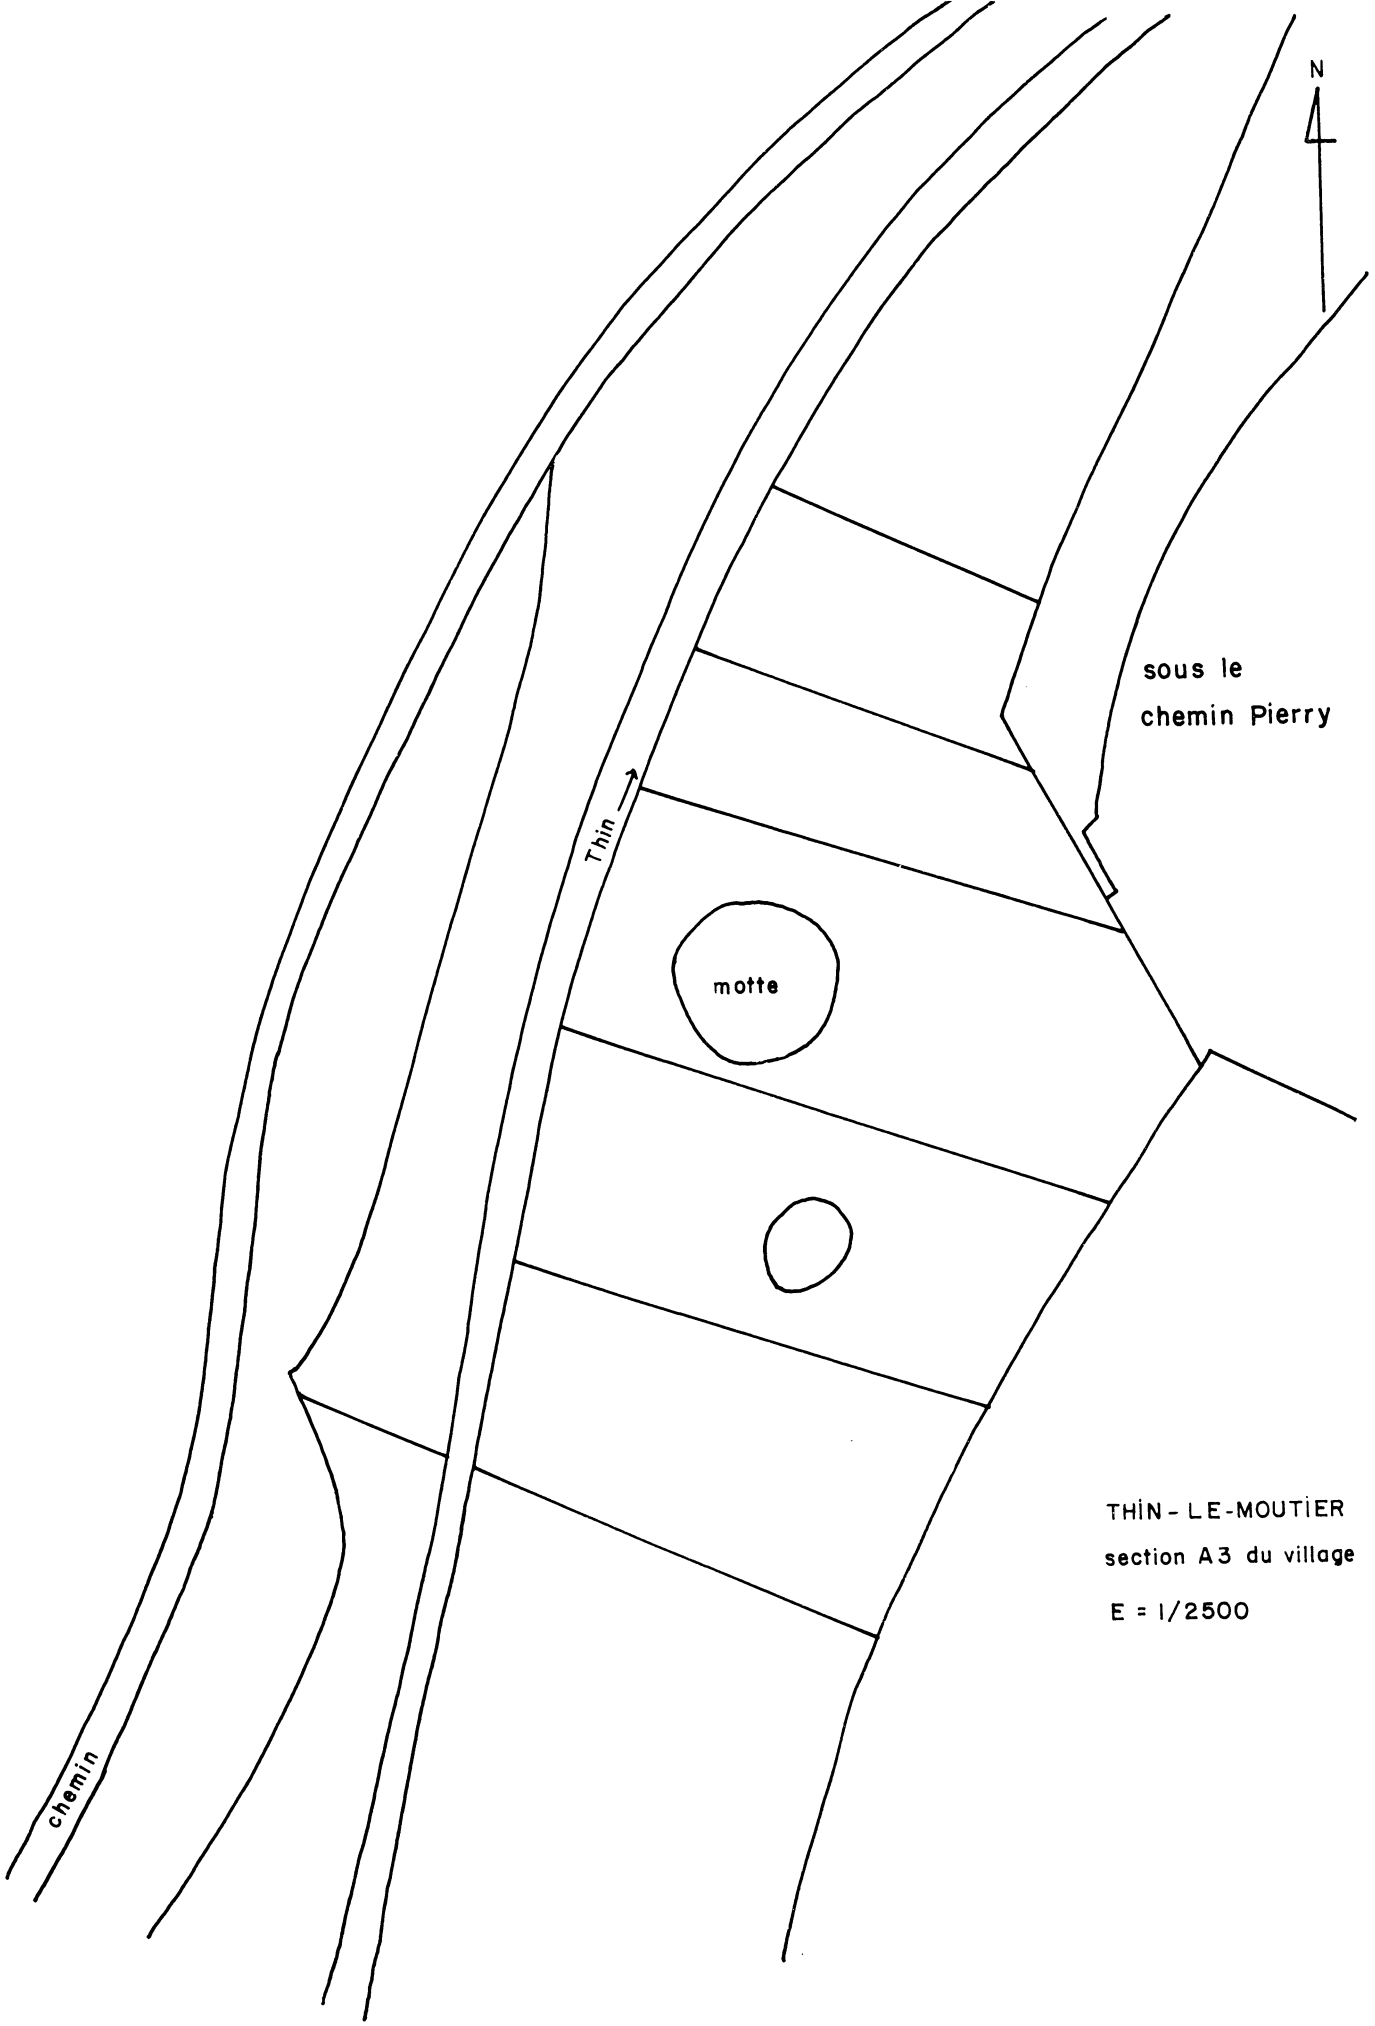 N
sous le
chemin Pierry
Thin
motte
THIN-LE-MOUTIER
section A3 du village
E = 1/2500
chemin